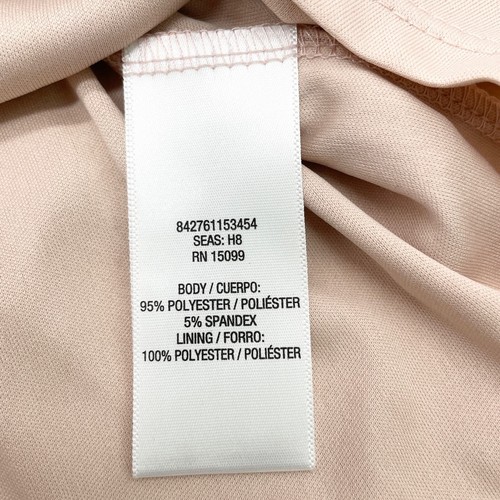 842761153454
SEAS: H8
RN 15099
BODY / CUERPO:
95% POLYESTER / POLIÉSTER
5% SPANDEX
LINING / FORRO:
100% POLYESTER / POLIÉSTER